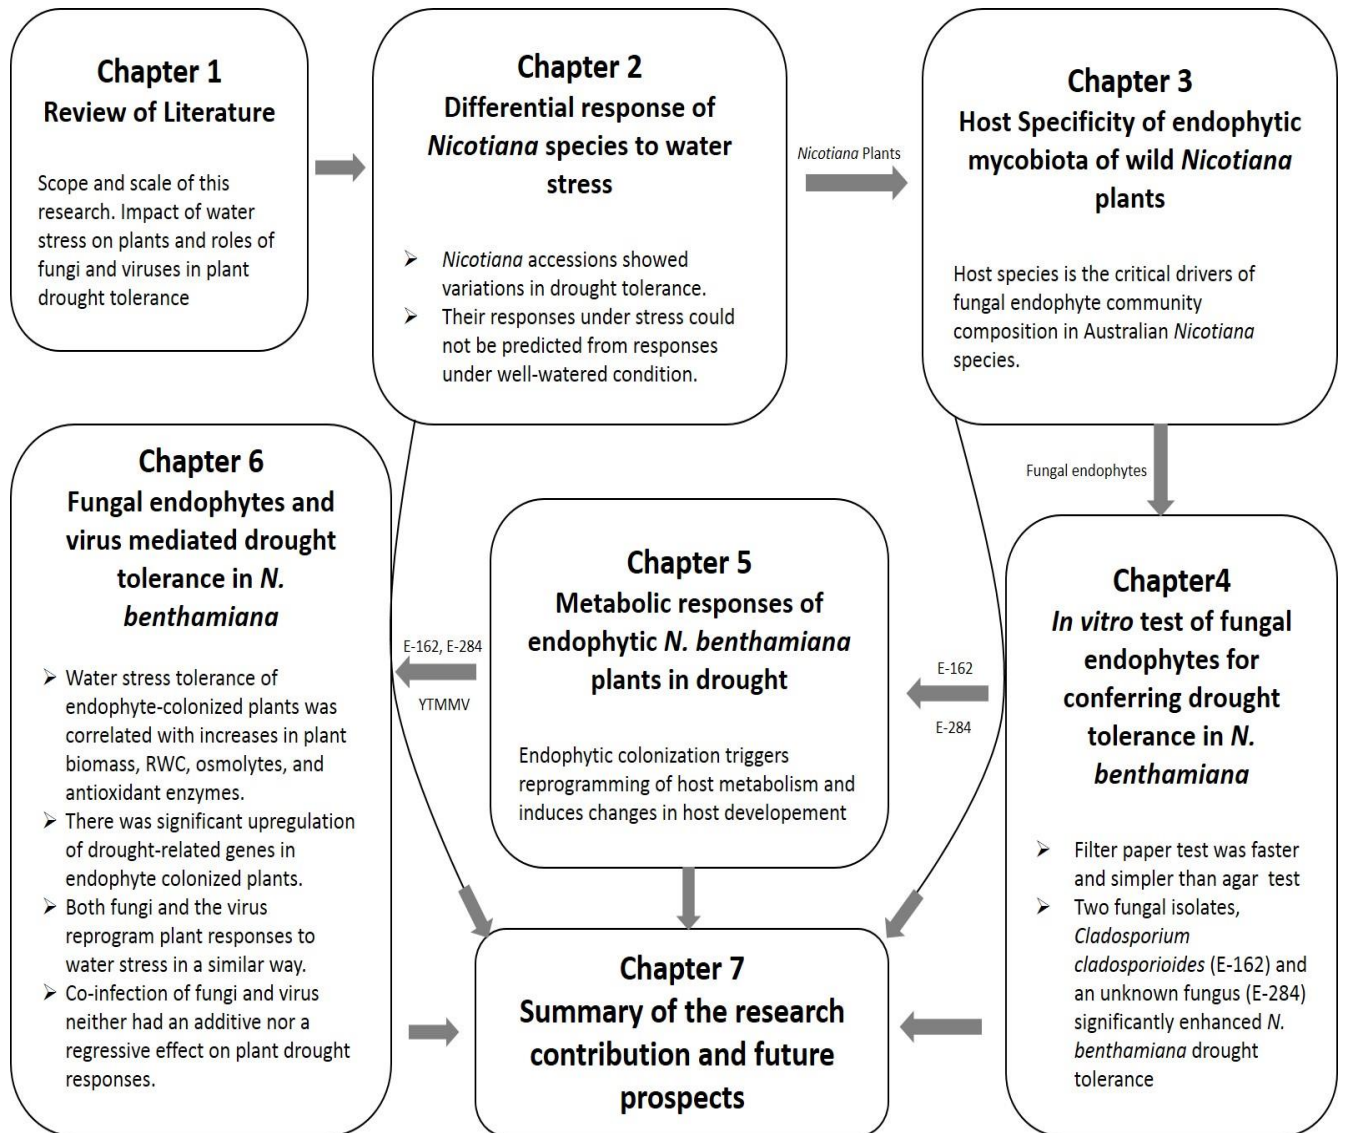 Chapter 1
Review of Literature
Scope and scale of this
research. Impact of water
stress on plants and roles of
fungi and viruses in plant
drought tolerance
Chapter 2
Differential response of
Nicotiana species to water
stress
➢ Nicotiana accessions showed
variations in drought tolerance.
➢ Their responses under stress could
not be predicted from responses
under well-watered condition.
Nicotiana Plants
Chapter 3
Host Specificity of endophytic
mycobiota of wild Nicotiana
plants
Host species is the critical drivers of
fungal endophyte community
composition in Australian Nicotiana
species.
Fungal endophytes
Chapter4
In vitro test of fungal
endophytes for
conferring drought
tolerance in N.
benthamiana
➢ Filter paper test was faster
and simpler than agar test
➢ Two fungal isolates,
Cladosporium
cladosporioides (E-162) and
an unknown fungus (E-284)
significantly enhanced N.
benthamiana drought
tolerance
E-162
E-284
Chapter 5
Metabolic responses of
endophytic N. benthamiana
plants in drought
Endophytic colonization triggers
reprogramming of host metabolism and
induces changes in host developement
E-162, E-284
YTMMV
Chapter 6
Fungal endophytes and
virus mediated drought
tolerance in N.
benthamiana
➢ Water stress tolerance of
endophyte-colonized plants was
correlated with increases in plant
biomass, RWC, osmolytes, and
antioxidant enzymes.
➢ There was significant upregulation
of drought-related genes in
endophyte colonized plants.
➢ Both fungi and the virus
reprogram plant responses to
water stress in a similar way.
➢ Co-infection of fungi and virus
neither had an additive nor a
regressive effect on plant drought
responses.
Chapter 7
Summary of the research
contribution and future
prospects